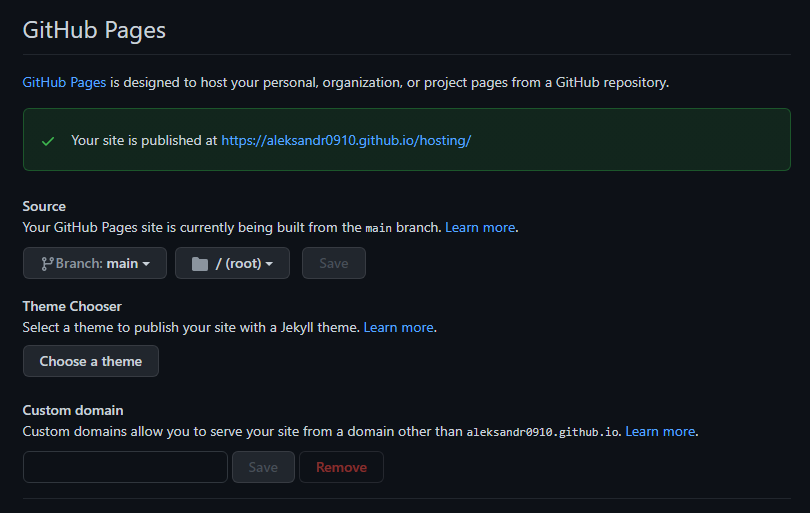 GitHub Pages
GitHub Pages is designed to host your personal, organization, or project pages from a GitHub repository.
Your site is published at https://aleksandr0910.github.io/hosting/
Source
Your GitHub Pages site is currently being built from the main branch. Learn more.
Branch: main / (root) Save
Theme Chooser
Select a theme to publish your site with a Jekyll theme. Learn more.
Choose a theme
Custom domain
Custom domains allow you to serve your site from a domain other than aleksandr0910.github.io. Learn more.
Save Remove